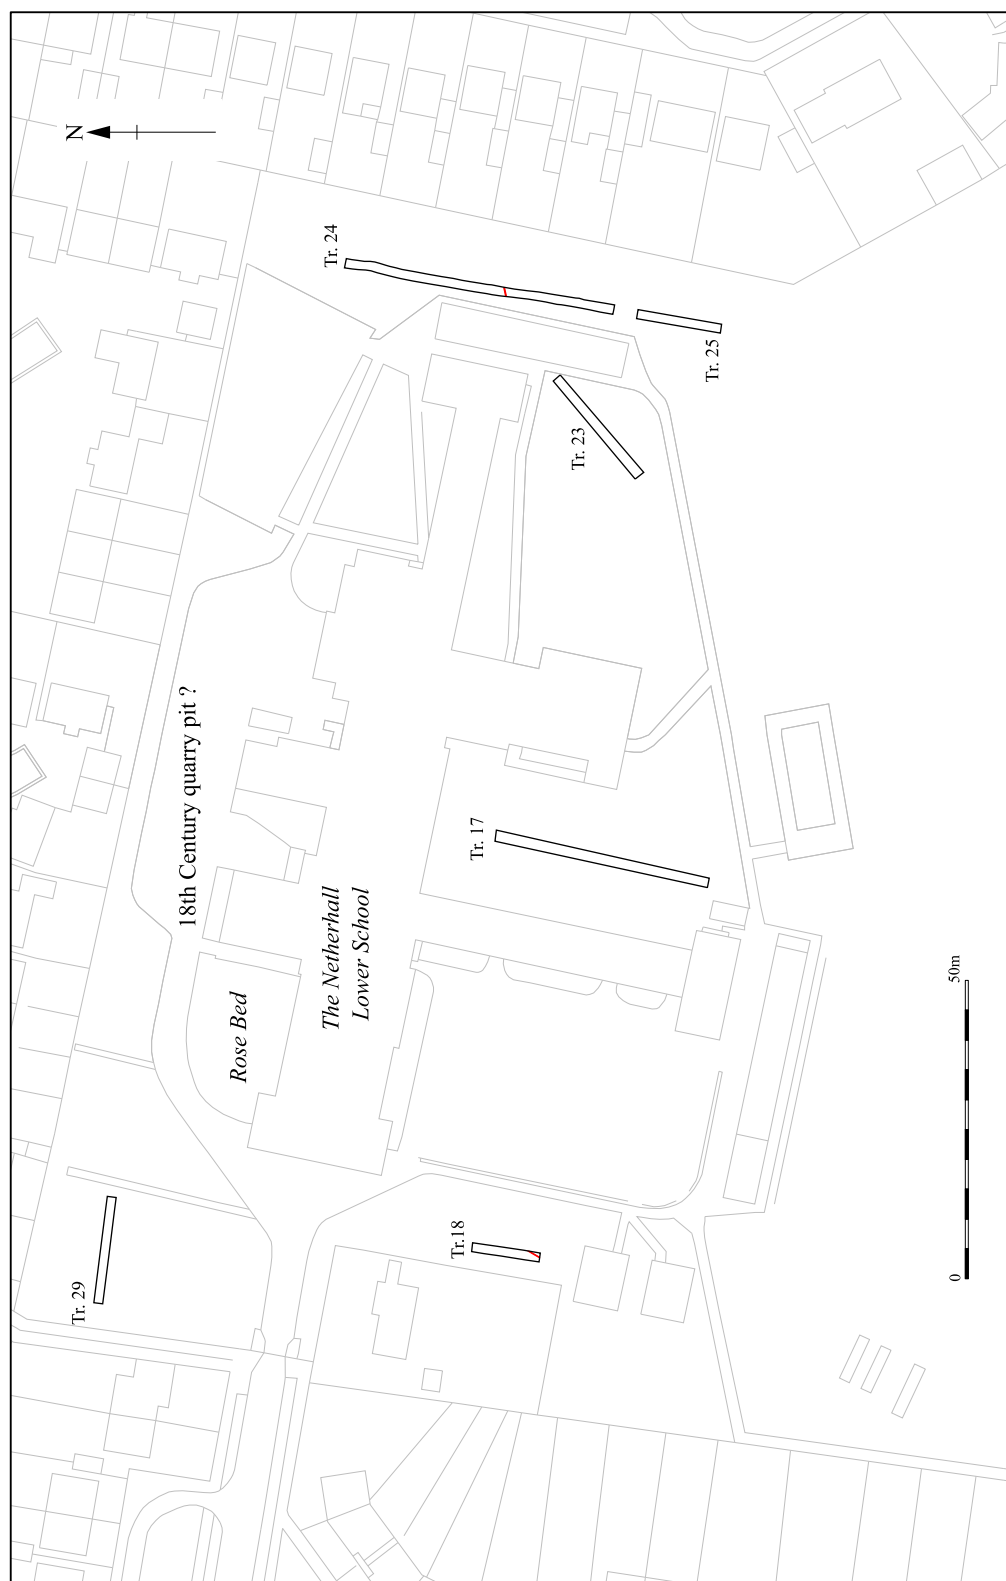 N
Tr. 24
Tr. 25
Tr. 23
18th Century quarry pit ?
Tr. 17
The Netherhall
Lower School
Rose Bed
Tr.18
Tr. 29
0
50m